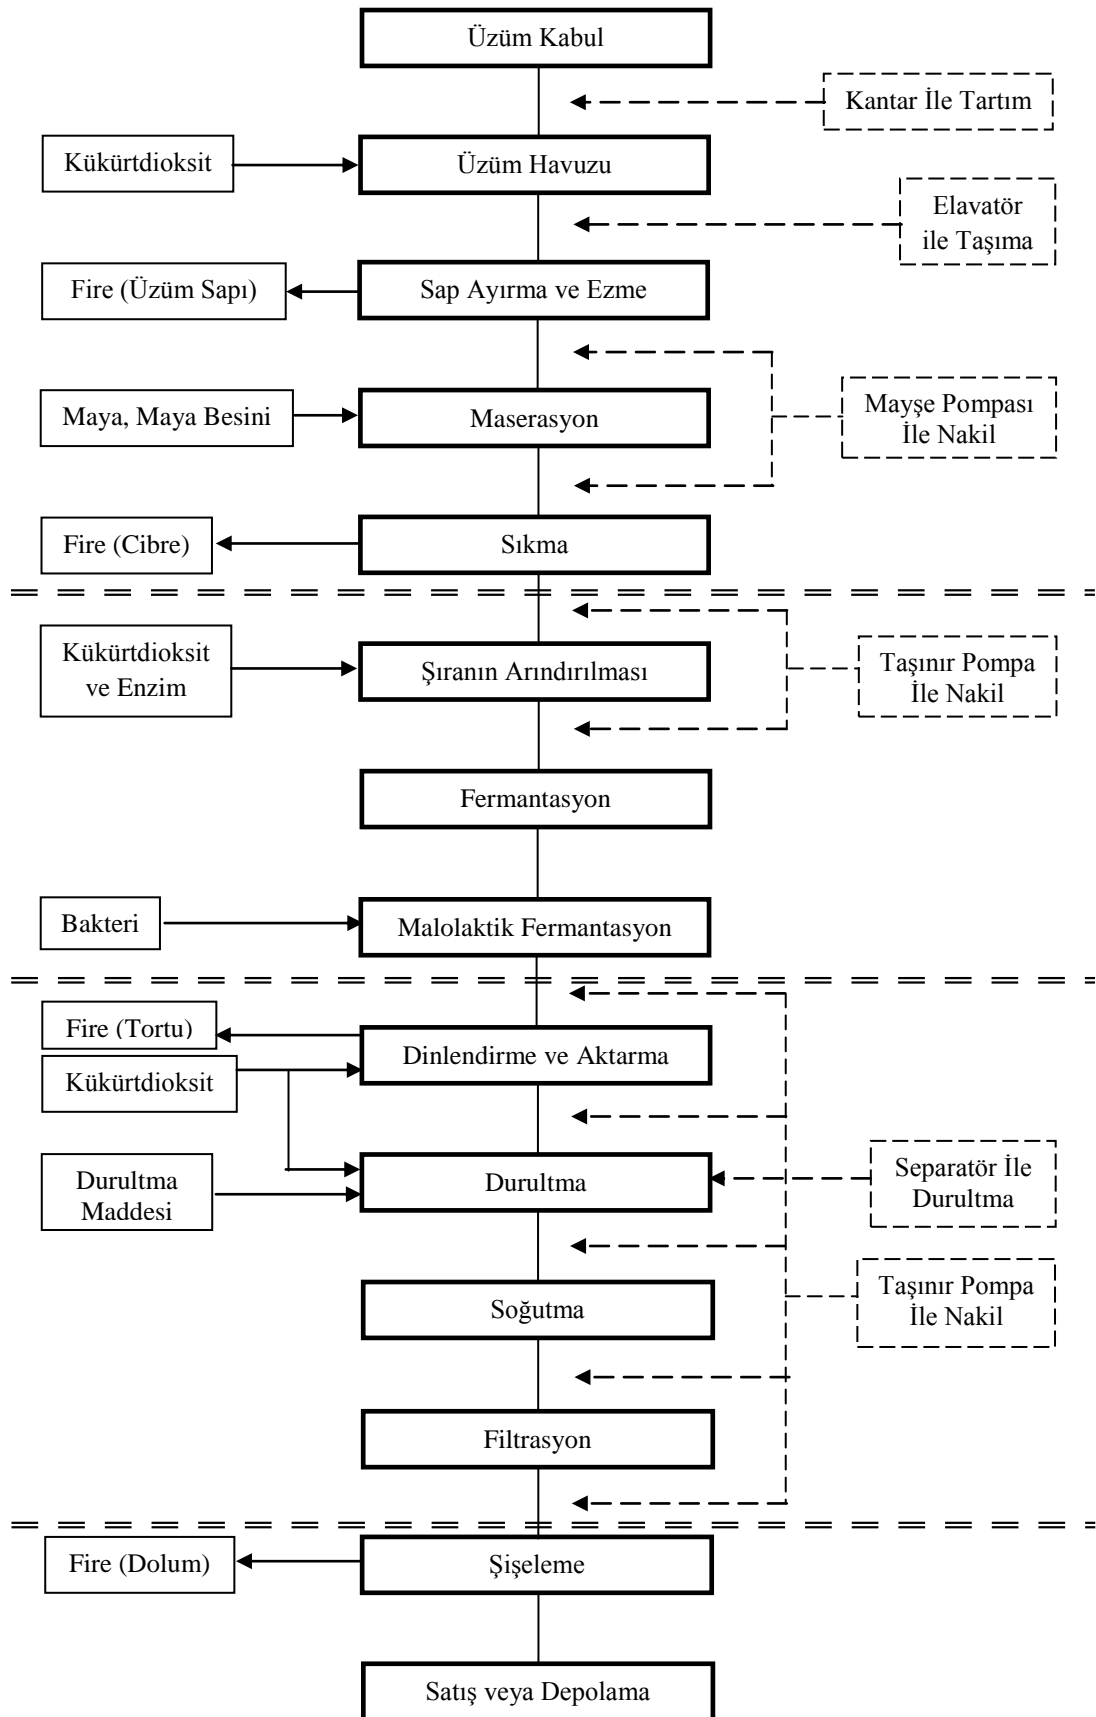 Üzüm Kabul
Kantar İle Tartım
Kükürtdioksit
Üzüm Havuzu
Elavatör
ile Taşıma
Fire (Üzüm Sapı)
Sap Ayırma ve Ezme
Maya, Maya Besini
Maserasyon
Mayşe Pompası
İle Nakil
Fire (Cibre)
Sıkma
Kükürtdioksit
ve Enzim
Şıranın Arındırılması
Taşınır Pompa
İle Nakil
Fermantasyon
Bakteri
Malolaktik Fermantasyon
Fire (Tortu)
Dinlendirme ve Aktarma
Kükürtdioksit
Durultma
Maddesi
Durultma
Separatör İle
Durultma
Soğutma
Taşınır Pompa
İle Nakil
Filtrasyon
Fire (Dolum)
Şişeleme
Satış veya Depolama